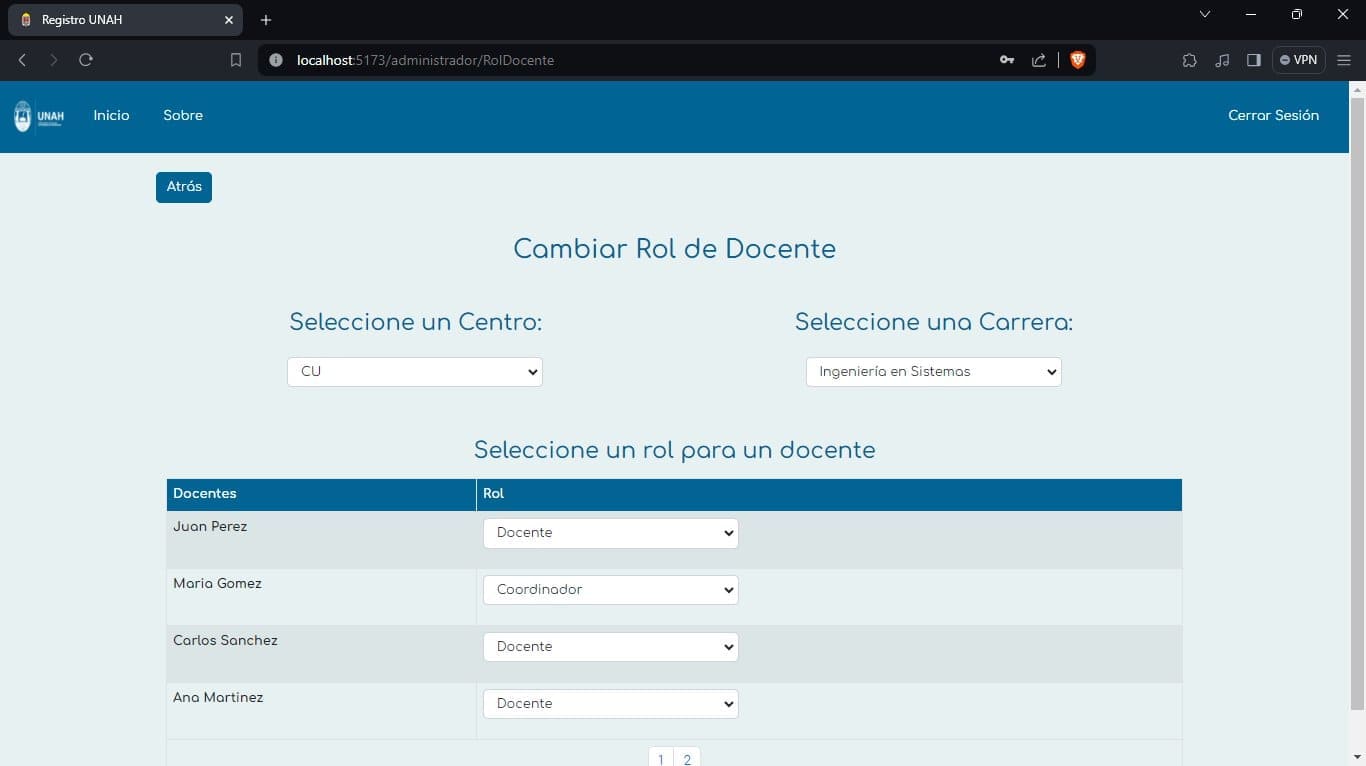 Registro UNAH
localhost:5173/administrador/RolDocente
VPN
UNAH
Inicio
Sobre
Cerrar Sesión
Atrás
Cambiar Rol de Docente
Seleccione un Centro:
Seleccione una Carrera:
CU
Ingeniería en Sistemas
Seleccione un rol para un docente
Docentes
Rol
Juan Perez
Docente
Maria Gomez
Coordinador
Carlos Sanchez
Docente
Ana Martinez
Docente
1
2